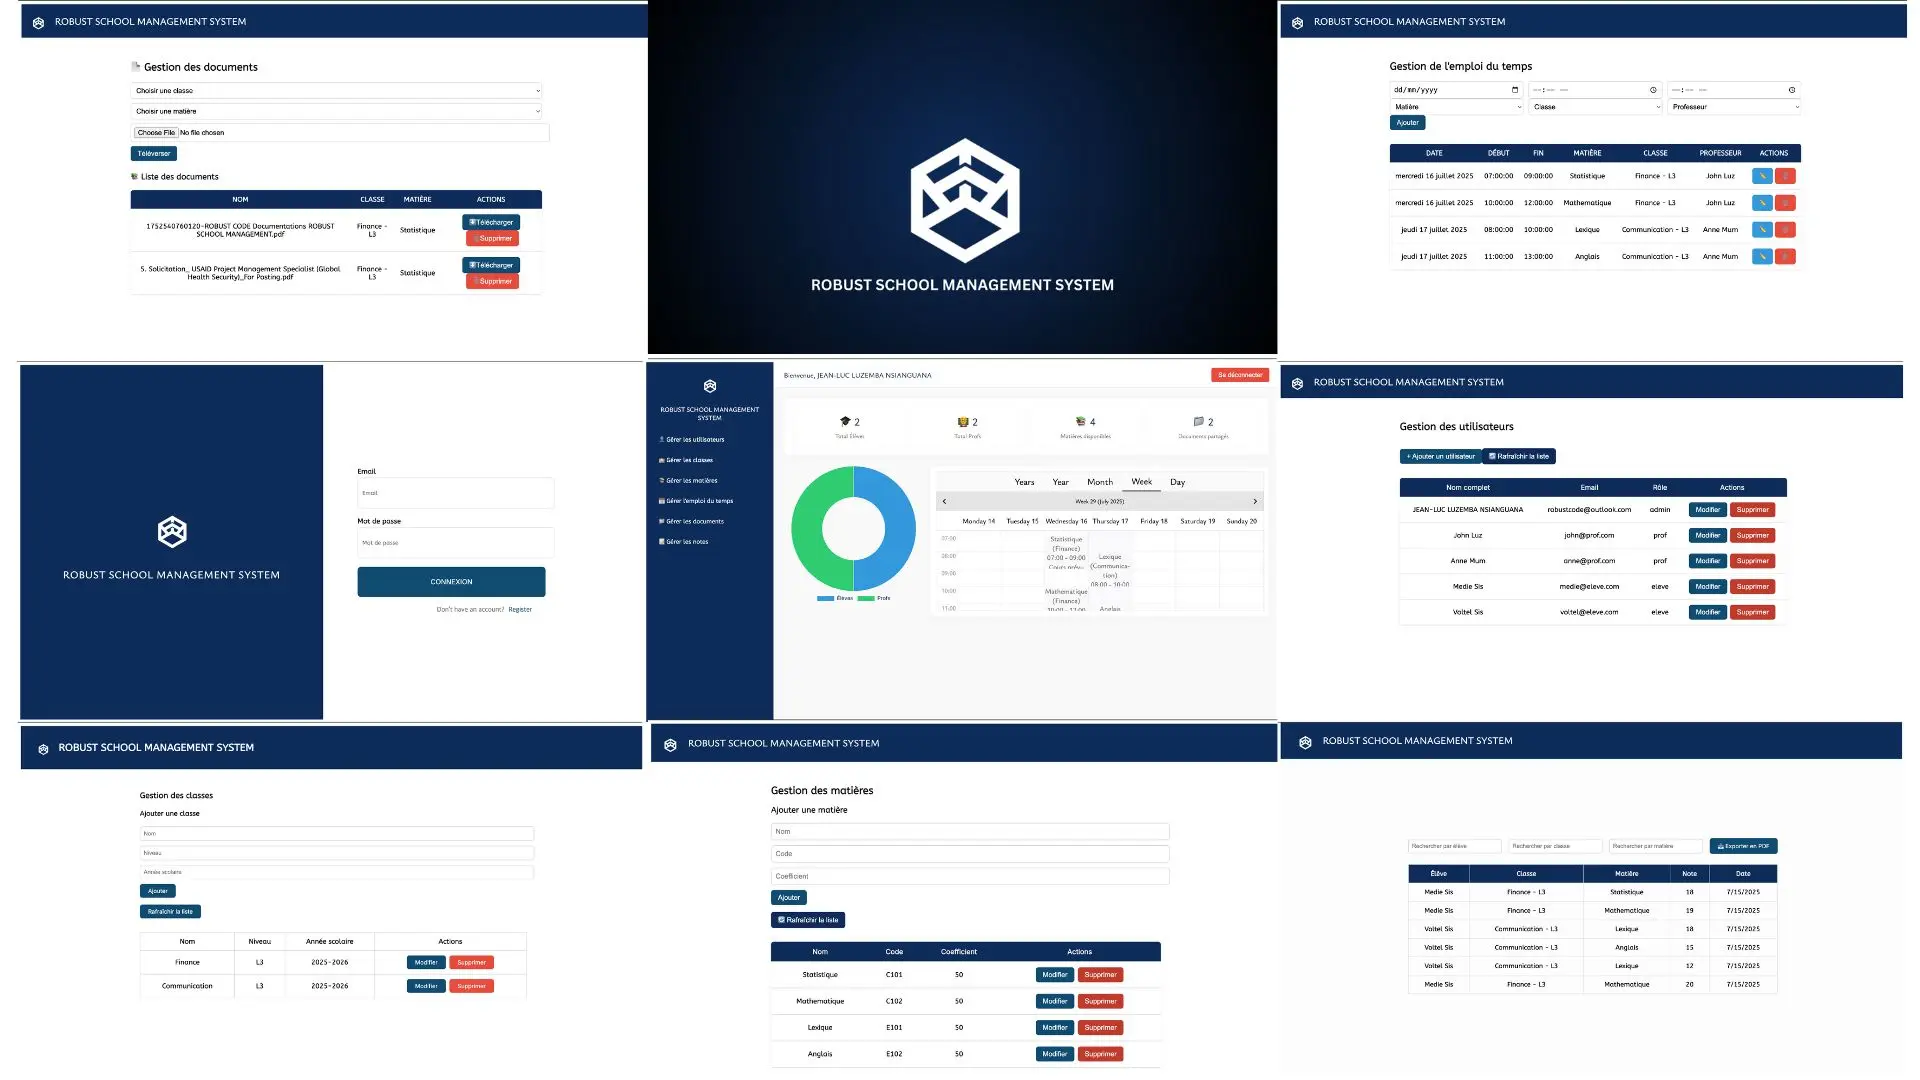 ROBUST SCHOOL MANAGEMENT SYSTEM
Gestion des documents
Choisir une classe
Choisir une matière
Choose File No file chosen
Téléverser
Liste des documents
NOM CLASSE MATIÈRE ACTIONS
1752540760120-ROBUST CODE Documentations ROBUST SCHOOL MANAGEMENT.pdf Finance - L3 Statistique Télécharger Supprimer
5. Solicitation_ USAID Project Management Specialist (Global Health Security)_For Posting.pdf Finance - L3 Statistique Télécharger Supprimer
ROBUST SCHOOL MANAGEMENT SYSTEM
ROBUST SCHOOL MANAGEMENT SYSTEM
Gestion de l'emploi du temps
dd/mm/yyyy --:-- -- --:-- --
Matière Classe Professeur
Ajouter
DATE DÉBUT FIN MATIÈRE CLASSE PROFESSEUR ACTIONS
mercredi 16 juillet 2025 07:00:00 09:00:00 Statistique Finance - L3 John Luz
mercredi 16 juillet 2025 10:00:00 12:00:00 Mathematique Finance - L3 John Luz
jeudi 17 juillet 2025 08:00:00 10:00:00 Lexique Communication - L3 Anne Mum
jeudi 17 juillet 2025 11:00:00 13:00:00 Anglais Communication - L3 Anne Mum
ROBUST SCHOOL MANAGEMENT SYSTEM
Email
Email
Mot de passe
Mot de passe
CONNEXION
Don't have an account? Register
ROBUST SCHOOL MANAGEMENT
SYSTEM
Gérer les utilisateurs
Gérer les classes
Gérer les matières
Gérer l'emploi du temps
Gérer les documents
Gérer les notes
Bienvenue, JEAN-LUC LUZEMBA NSIANGUANA Se déconnecter
2 2 4 2
Total Élèves Total Profs Matières disponibles Documents partagés
Élèves Profs
Years Year Month Week Day
Week 29 (July 2025)
Monday 14 Tuesday 15 Wednesday 16 Thursday 17 Friday 18 Saturday 19 Sunday 20
07:00
08:00
09:00
10:00
11:00
Statistique
(Finance)
07:00 - 09:00
Cours prévu
Mathematique
(Finance)
10:00 - 12:00
Lexique
(Communica-
tion)
08:00 - 10:00
Anglais
ROBUST SCHOOL MANAGEMENT SYSTEM
Gestion des utilisateurs
+ Ajouter un utilisateur Rafraîchir la liste
Nom complet Email Rôle Actions
JEAN-LUC LUZEMBA NSIANGUANA robustcode@outlook.com admin Modifier Supprimer
John Luz john@prof.com prof Modifier Supprimer
Anne Mum anne@prof.com prof Modifier Supprimer
Medie Sis medie@eleve.com eleve Modifier Supprimer
Voltel Sis voltel@eleve.com eleve Modifier Supprimer
ROBUST SCHOOL MANAGEMENT SYSTEM
Gestion des classes
Ajouter une classe
Nom
Niveau
Année scolaire
Ajouter
Rafraîchir la liste
Nom Niveau Année scolaire Actions
Finance L3 2025-2026 Modifier Supprimer
Communication L3 2025-2026 Modifier Supprimer
ROBUST SCHOOL MANAGEMENT SYSTEM
Gestion des matières
Ajouter une matière
Nom
Code
Coefficient
Ajouter
Rafraîchir la liste
Nom Code Coefficient Actions
Statistique C101 50 Modifier Supprimer
Mathematique C102 50 Modifier Supprimer
Lexique E101 50 Modifier Supprimer
Anglais E102 50 Modifier Supprimer
ROBUST SCHOOL MANAGEMENT SYSTEM
Rechercher par élève Rechercher par classe Rechercher par matière Exporter en PDF
Élève Classe Matière Note Date
Medie Sis Finance - L3 Statistique 18 7/15/2025
Medie Sis Finance - L3 Mathematique 19 7/15/2025
Voltel Sis Communication - L3 Lexique 18 7/15/2025
Voltel Sis Communication - L3 Anglais 15 7/15/2025
Voltel Sis Communication - L3 Lexique 12 7/15/2025
Medie Sis Finance - L3 Mathematique 20 7/15/2025